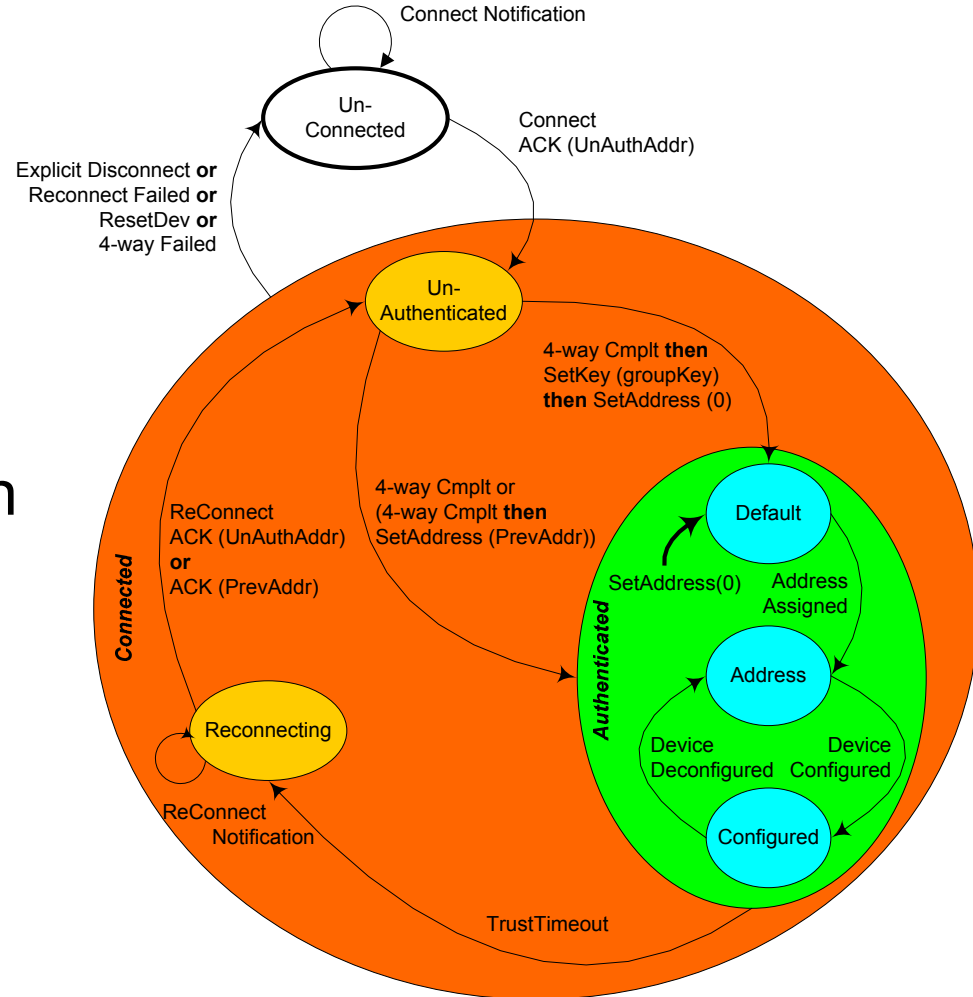 Connect Notification
Un-
Connected
Connect
ACK (UnAuthAddr)
Explicit Disconnect or
Reconnect Failed or
ResetDev or
4-way Failed
Un-
Authenticated
4-way Cmplt then
SetKey (groupKey)
then SetAddress (0)
n
ReConnect
ACK (UnAuthAddr)
or
ACK (PrevAddr)
4-way Cmplt or
(4-way Cmplt then
SetAddress (PrevAddr))
Default
SetAddress(0)
Address
Assigned
Connected
Authenticated
Address
Reconnecting
Device
Deconfigured
Device
Configured
ReConnect
Notification
Configured
TrustTimeout